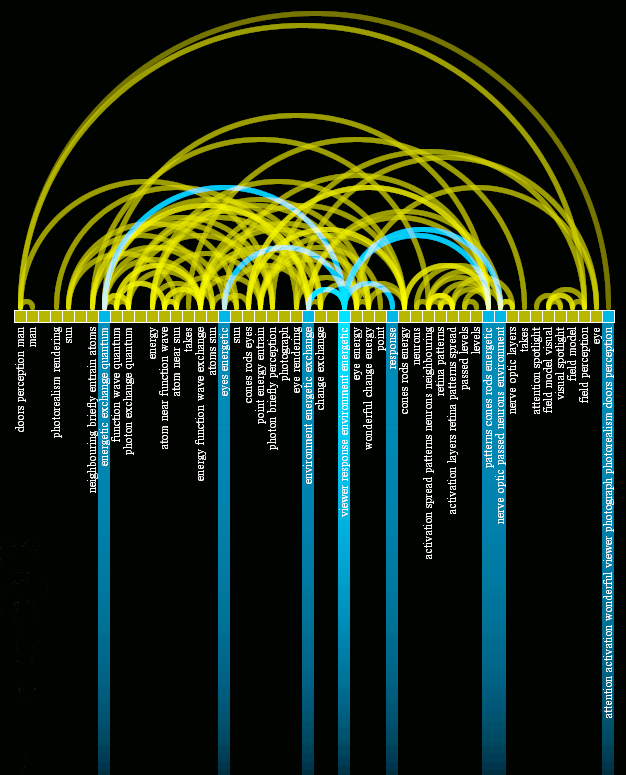 doors perception man
man
photorealism rendering
sun
neighbouring briefly entrain atoms
energetic exchange quantum
function wave quantum
photon exchange quantum
energy
atom near function wave
atom near sun
takes
energy function wave exchange
atoms sun
eyes energetic
sun
cones rods eyes
point energy entrain
photon briefly perception
photograph
eye rendering
environment energetic exchange
change exchange
viewer response environment energetic
eye energy
wonderful change energy
point
response
cones rods energy
neurons
activation spread patterns neurons neighbouring
retina patterns
activation layers retina patterns spread
passed levels
levels
patterns cones rods energetic
nerve optic passed neurons environment
nerve optic layers
takes
attention spotlight
field model visual
visual spotlight
field model
field perception
eye
attention activation wonderful viewer photograph photorealism doors perception